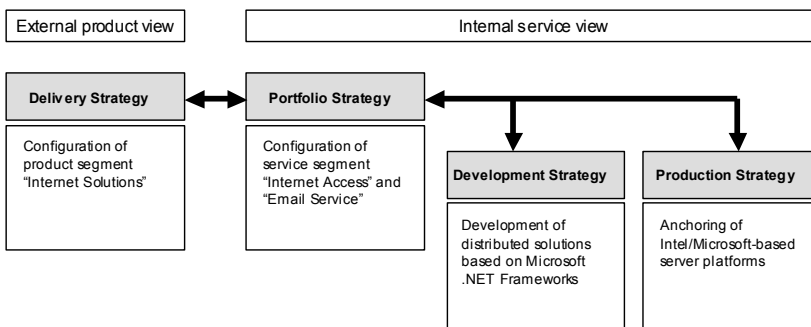 External product view
Internal service view
Delivery Strategy
Configuration of
product segment
“Internet Solutions”
Portfolio Strategy
Configuration of
service segment
“Internet Access” and
“Email Service”
Development Strategy
Development of
distributed solutions
based on Microsoft
.NET Frameworks
Production Strategy
Anchoring of
Intel/Microsoft-based
server platforms